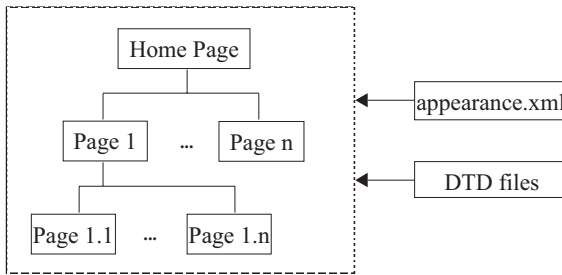 Home Page
appearance.xml
Page 1 ... Page n
DTD files
Page 1.1 ... Page 1.n